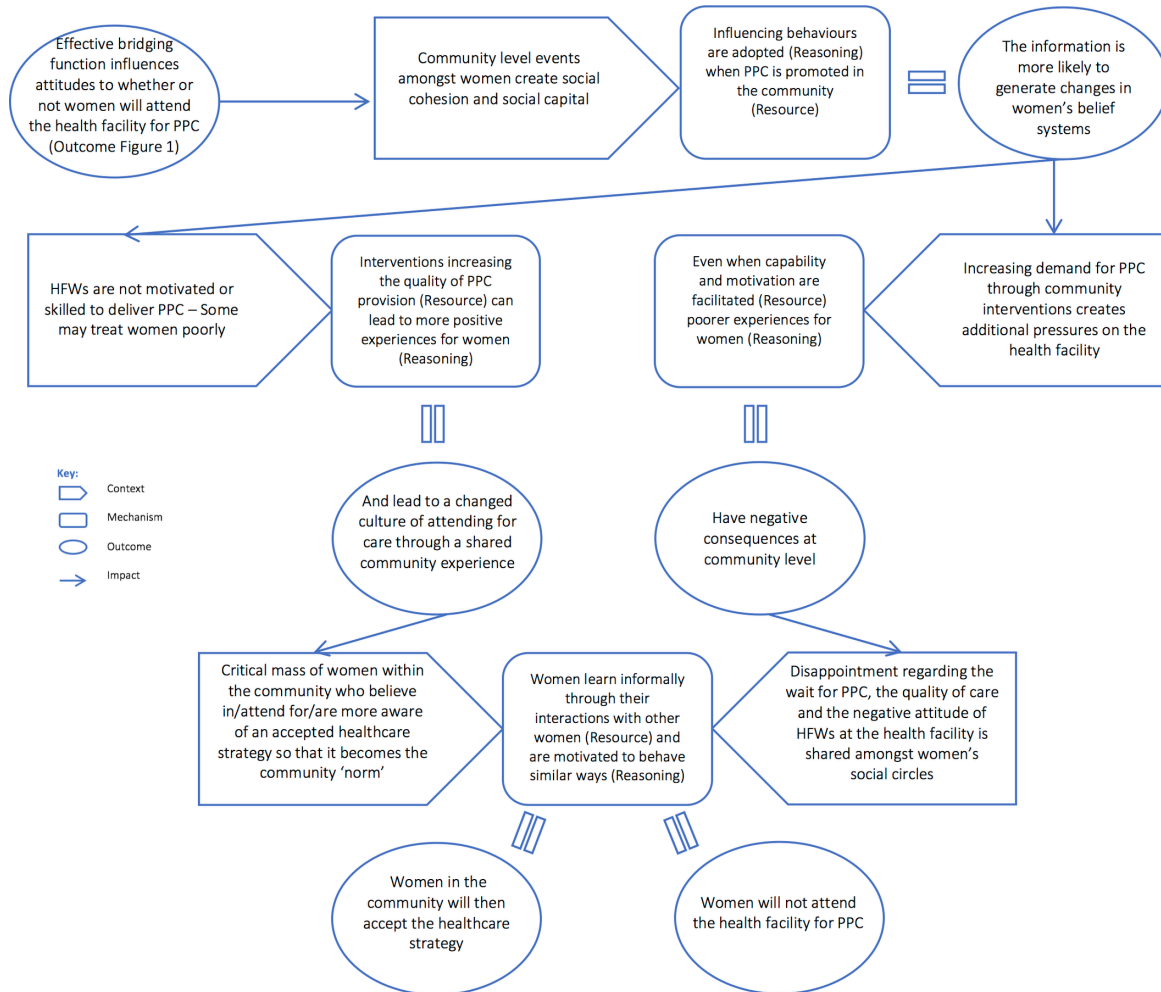 Effective bridging
function influences
attitudes to whether or
not women will attend
the health facility for PPC
(Outcome Figure 1)
Community level events
amongst women create social
cohesion and social capital
Influencing behaviours
are adopted (Reasoning)
when PPC is promoted in
the community
(Resource)
The information is
more likely to
generate changes in
women's belief
systems
HFWs are not motivated or
skilled to deliver PPC – Some
may treat women poorly
Interventions increasing
the quality of PPC
provision (Resource) can
lead to more positive
experiences for women
(Reasoning)
Even when capability
and motivation are
facilitated (Resource)
poorer experiences for
women (Reasoning)
Increasing demand for PPC
through community
interventions creates
additional pressures on the
health facility
Key:
Context
Mechanism
Outcome
Impact
And lead to a changed
culture of attending for
care through a shared
community experience
Have negative
consequences at
community level
Critical mass of women within
the community who believe
in/attend for/are more aware
of an accepted healthcare
strategy so that it becomes the
community 'norm'
Women learn informally
through their
interactions with other
women (Resource) and
are motivated to behave
similar ways (Reasoning)
Disappointment regarding the
wait for PPC, the quality of care
and the negative attitude of
HFWs at the health facility is
shared amongst women's
social circles
Women in the
community will then
accept the healthcare
strategy
Women will not attend
the health facility for PPC